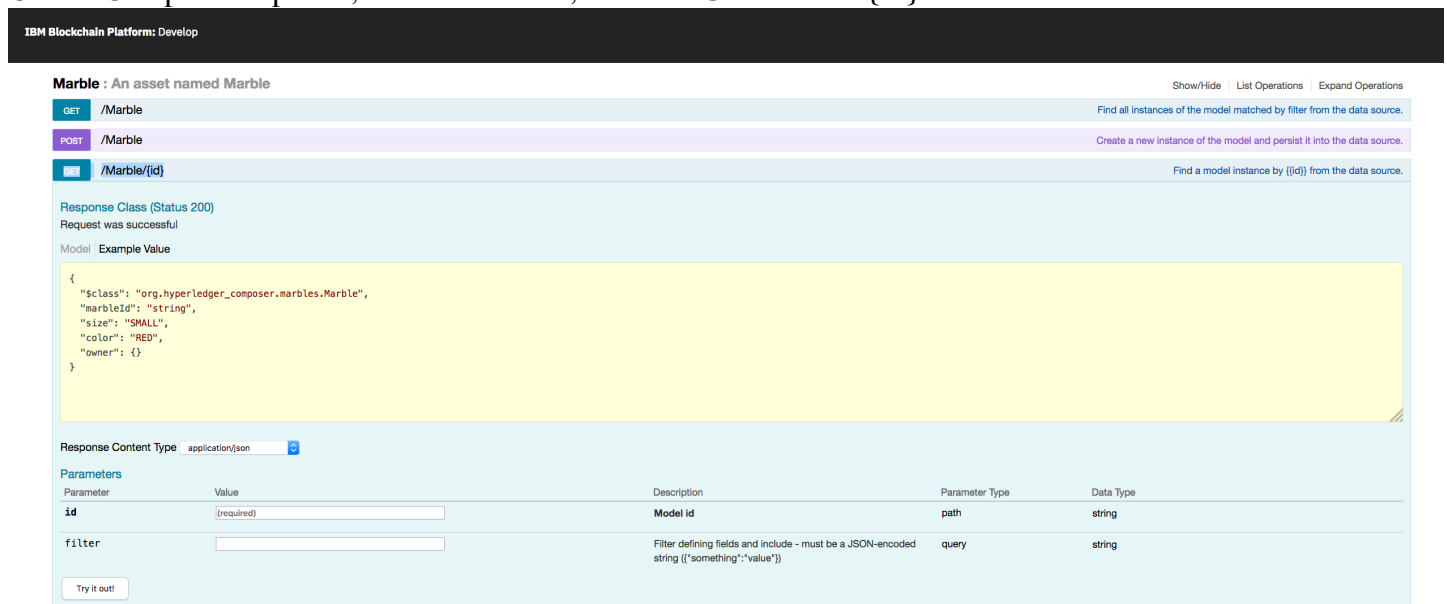 IBM Blockchain Platform: Develop
Marble : An asset named Marble
Show/Hide List Operations Expand Operations
GET /Marble Find all instances of the model matched by filter from the data source.
POST /Marble Create a new instance of the model and persist it into the data source.
GET /Marble/{id} Find a model instance by {{id}} from the data source.
Response Class (Status 200)
Request was successful
Model Example Value
{
"$class": "org.hyperledger_composer.marbles.Marble",
"marbleId": "string",
"size": "SMALL",
"color": "RED",
"owner": {}
}
Response Content Type application/json
Parameters
Parameter Value Description Parameter Type Data Type
id (required) Model id path string
filter Filter defining fields and include - must be a JSON-encoded query string
string ({"something":"value"})
Try it out!